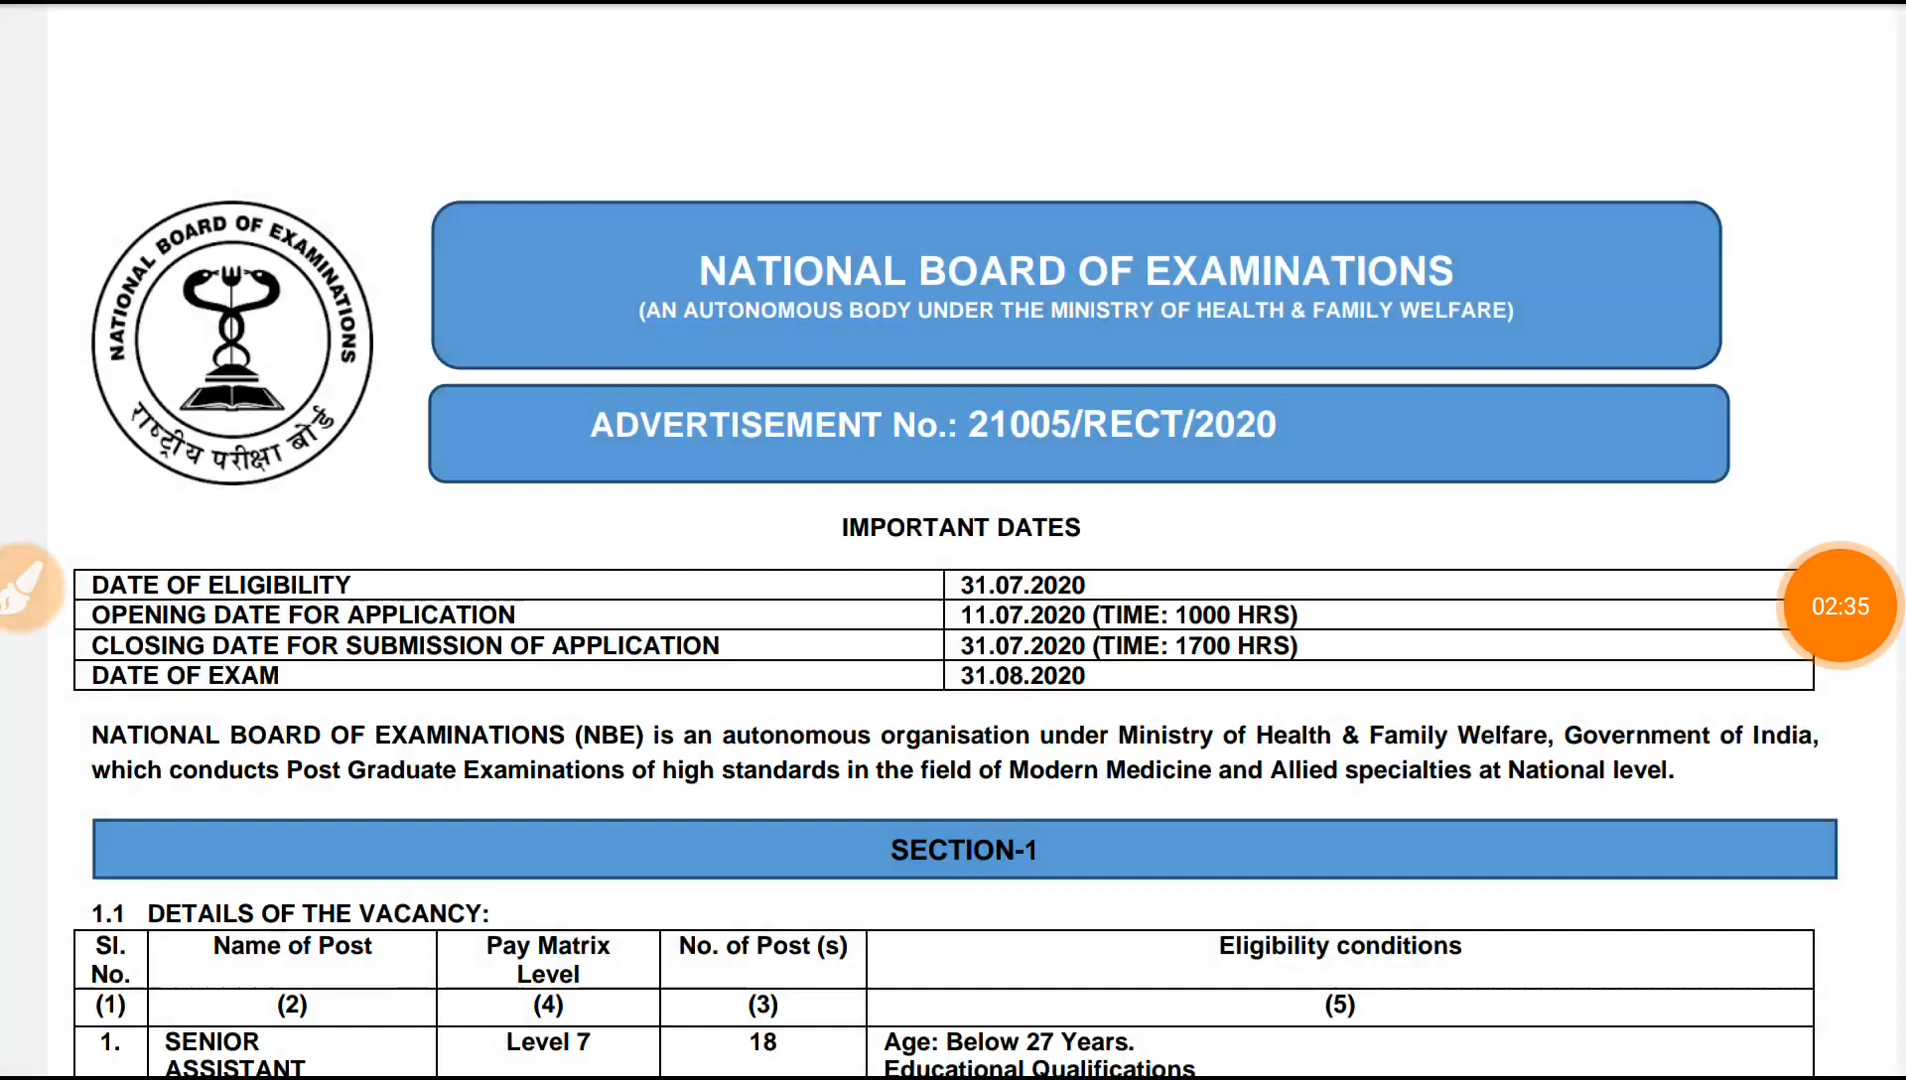 NATIONAL BOARD OF EXAMINATIONS
राष्ट्रीय परीक्षा बोर्ड
NATIONAL BOARD OF EXAMINATIONS
(AN AUTONOMOUS BODY UNDER THE MINISTRY OF HEALTH & FAMILY WELFARE)
ADVERTISEMENT No.: 21005/RECT/2020
IMPORTANT DATES
DATE OF ELIGIBILITY 31.07.2020
OPENING DATE FOR APPLICATION 11.07.2020 (TIME: 1000 HRS)
CLOSING DATE FOR SUBMISSION OF APPLICATION 31.07.2020 (TIME: 1700 HRS)
DATE OF EXAM 31.08.2020
02:35
NATIONAL BOARD OF EXAMINATIONS (NBE) is an autonomous organisation under Ministry of Health & Family Welfare, Government of India,
which conducts Post Graduate Examinations of high standards in the field of Modern Medicine and Allied specialties at National level.
SECTION-1
1.1 DETAILS OF THE VACANCY:
Sl. Name of Post Pay Matrix No. of Post (s) Eligibility conditions
No. Level
(1) (2) (4) (3) (5)
1. SENIOR Level 7 18 Age: Below 27 Years.
ASSISTANT Educational Qualifications